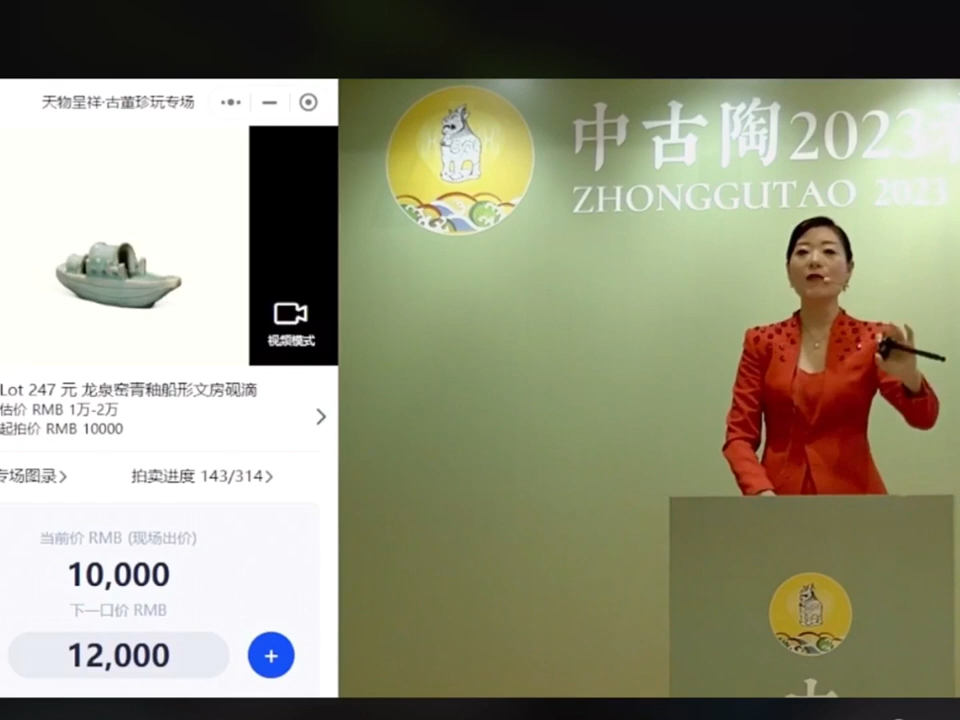 天物呈祥·古董珍玩专场
视频模式
Lot 247 元 龙泉窑青釉船形文房砚滴
估价 RMB 1万-2万
起拍价 RMB 10000
专场图录
拍卖进度 143/314
当前价 RMB (现场出价)
10,000
下一口价 RMB
12,000
+
中古陶2023
ZHONGGUTAO 2023